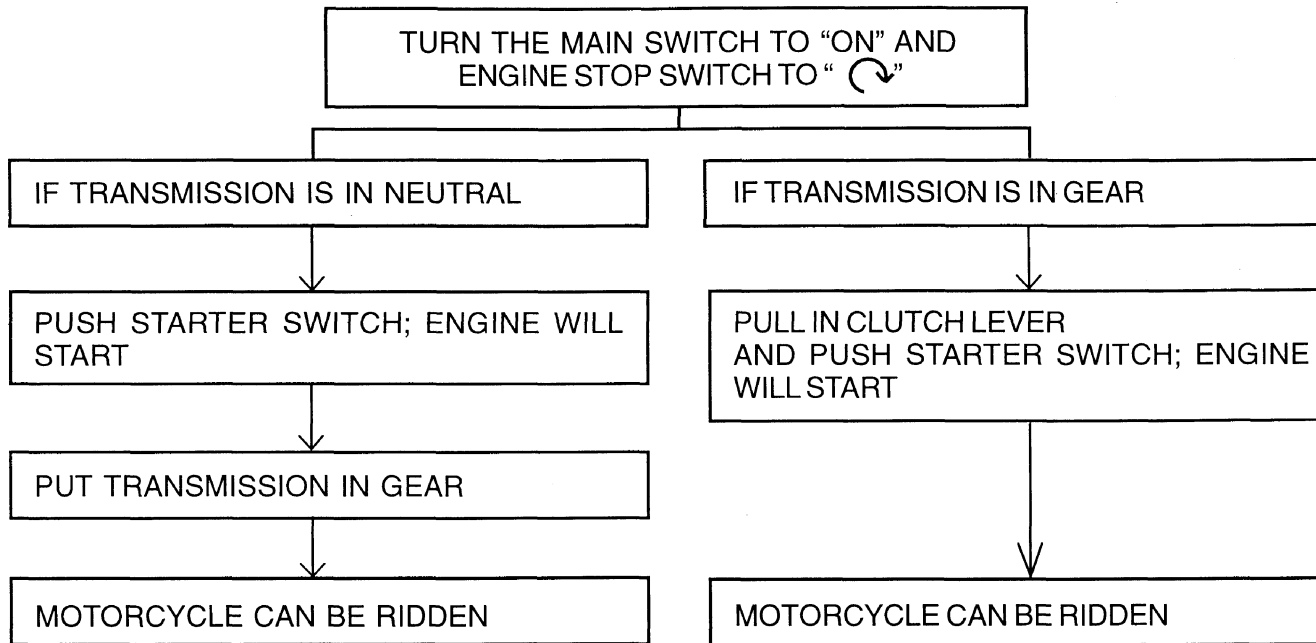 TURN THE MAIN SWITCH TO “ON” AND
ENGINE STOP SWITCH TO “ ”
IF TRANSMISSION IS IN NEUTRAL
PUSH STARTER SWITCH; ENGINE WILL
START
PUT TRANSMISSION IN GEAR
MOTORCYCLE CAN BE RIDDEN
IF TRANSMISSION IS IN GEAR
PULL IN CLUTCH LEVER
AND PUSH STARTER SWITCH; ENGINE
WILL START
MOTORCYCLE CAN BE RIDDEN